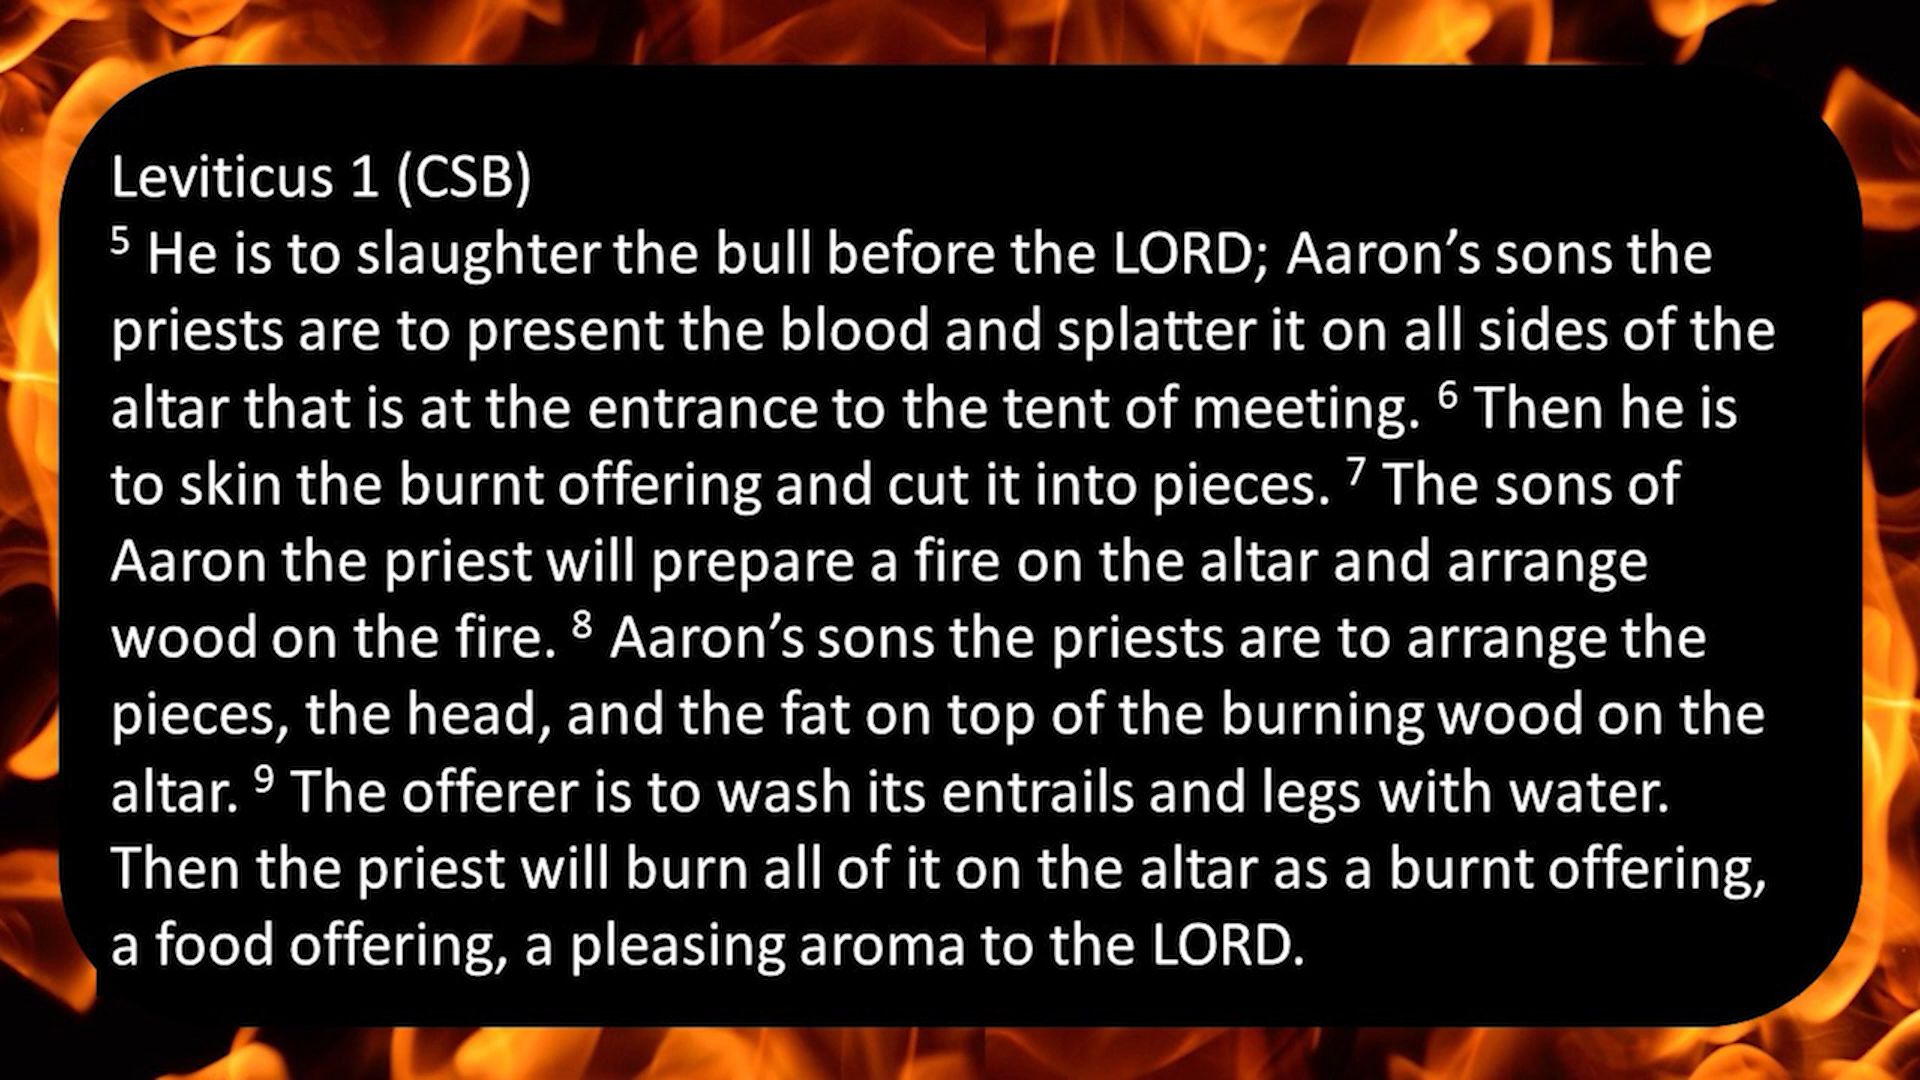 Leviticus 1 (CSB)
⁵ He is to slaughter the bull before the LORD; Aaron’s sons the
priests are to present the blood and splatter it on all sides of the
altar that is at the entrance to the tent of meeting. ⁶ Then he is
to skin the burnt offering and cut it into pieces. ⁷ The sons of
Aaron the priest will prepare a fire on the altar and arrange
wood on the fire. ⁸ Aaron’s sons the priests are to arrange the
pieces, the head, and the fat on top of the burning wood on the
altar. ⁹ The offerer is to wash its entrails and legs with water.
Then the priest will burn all of it on the altar as a burnt offering,
a food offering, a pleasing aroma to the LORD.